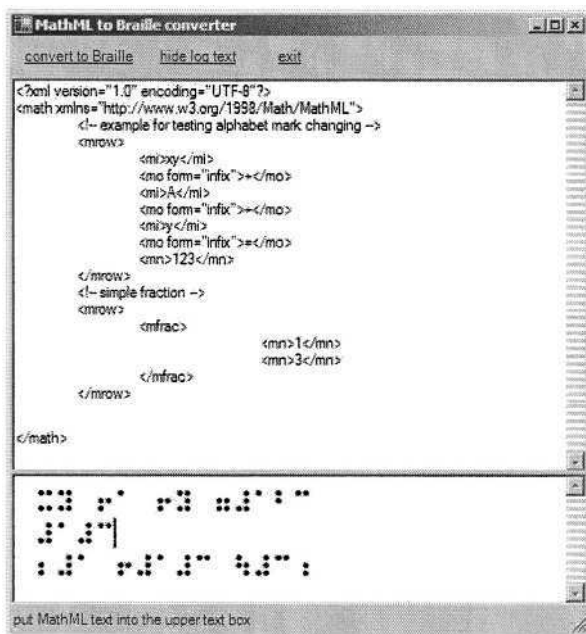 MathML to Braille converter
convert to Braille hide log text exit
<?xml version="1.0" encoding="UTF-8"?>
<math xmlns="http://www.w3.org/1998/Math/MathML">
<!-- example for testing alphabet mark changing -->
<mrow>
<mi>xy</mi>
<mo form="infix">+</mo>
<mi>A</mi>
<mo form="infix">+</mo>
<mi>y</mi>
<mo form="infix">=</mo>
<mn>123</mn>
</mrow>
<!-- simple fraction -->
<mrow>
<mfrac>
<mn>1</mn>
<mn>3</mn>
</mfrac>
</mrow>
</math>
put MathML text into the upper text box